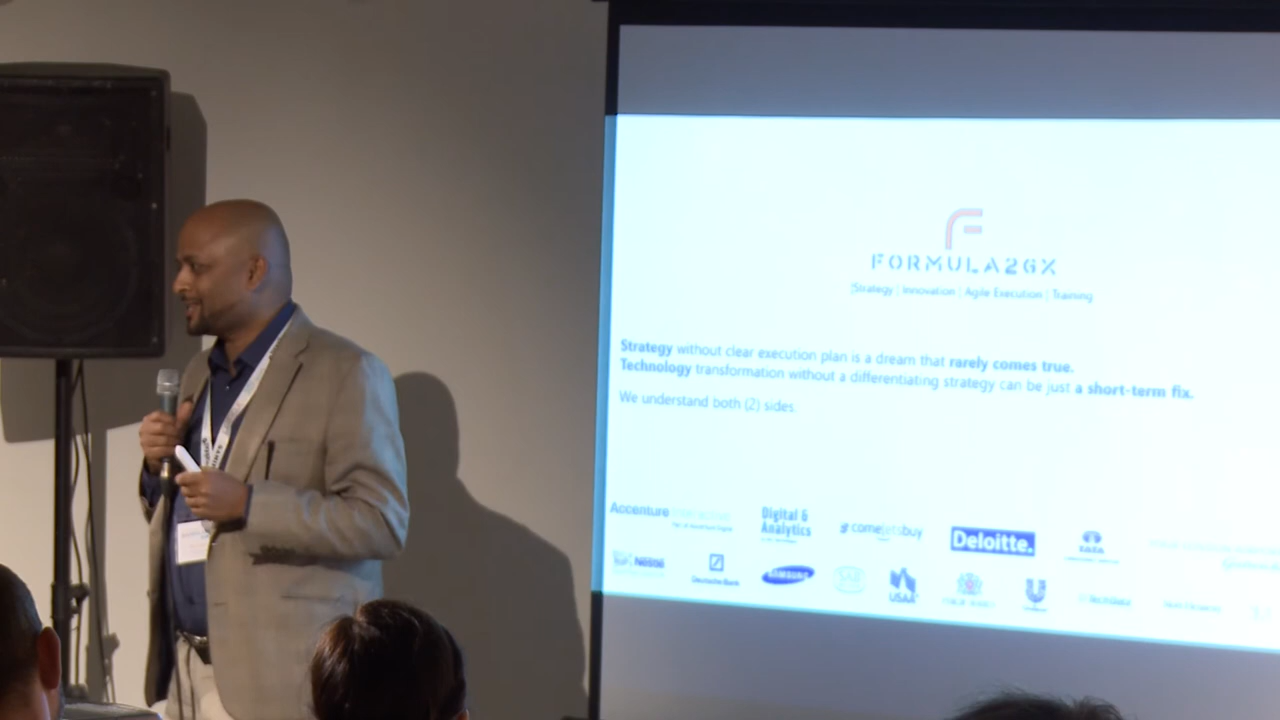 FORMULA2GX
|Strategy | Innovation | Agile Execution | Training
Strategy without clear execution plan is a dream that rarely comes true.
Technology transformation without a differentiating strategy can be just a short-term fix.
We understand both (2) sides.
Accenture
Digital &
Analytics
comeletsbuy
Deloitte.
TATA
Deutsche Bank
SAMSUNG
USAA